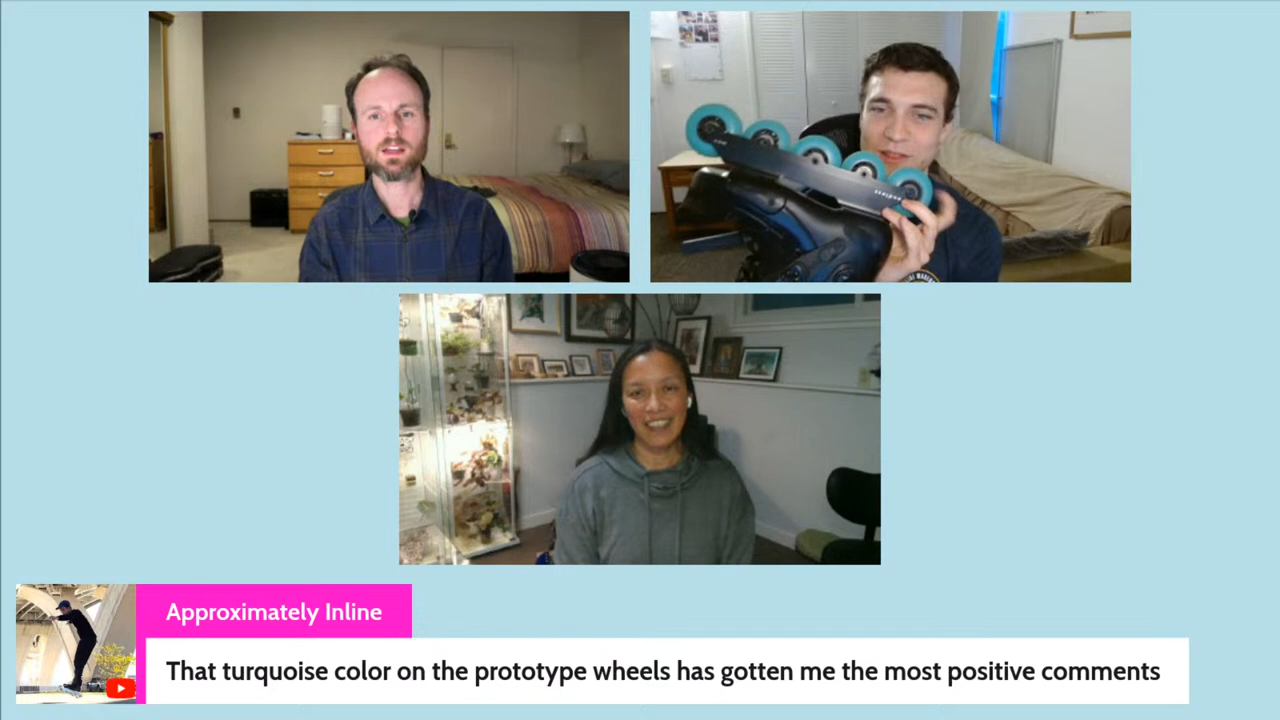 Approximately Inline
That turquoise color on the prototype wheels has gotten me the most positive comments